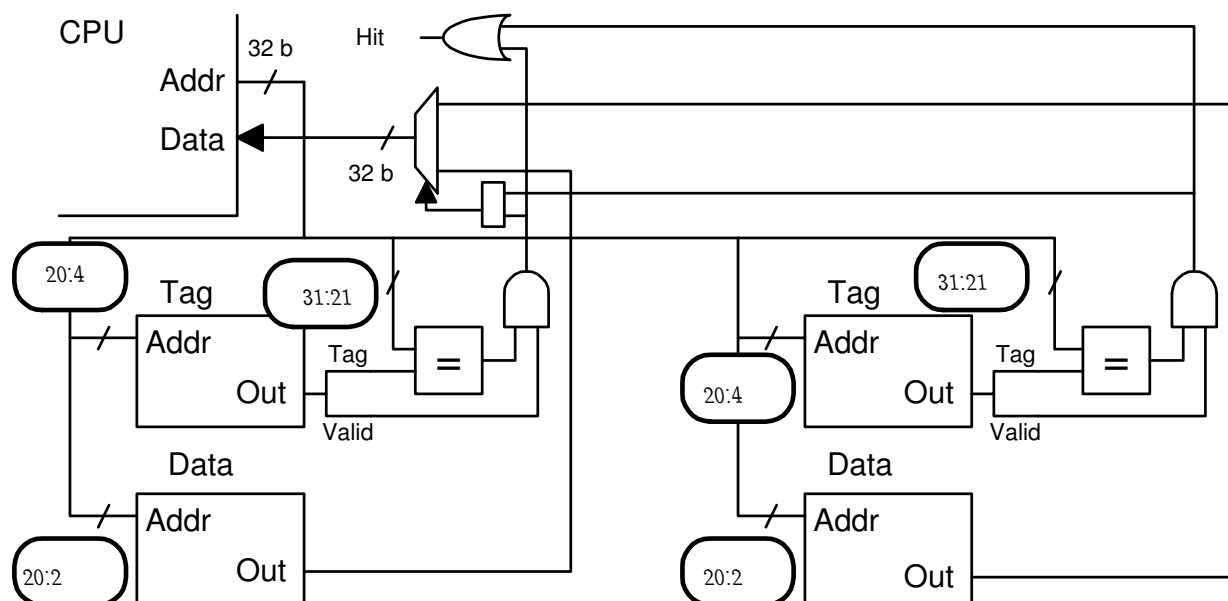 CPU
Hit
32 b
Addr
Data
32 b
20:4
Tag
31:21
Tag
31:21
Addr
Out
Tag
Valid
=
Addr
Out
Tag
Valid
=
20:4
Data
Data
Addr
Out
20:2
Addr
Out
20:2